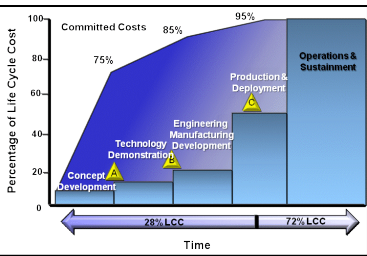 Percentage of Life Cycle Cost
100
80
60
40
20
0
Committed Costs
75%
85%
95%
Operations &
Sustainment
Production &
Deployment
C
Engineering
Manufacturing
Development
Technology
Demonstration
B
A
Concept
Development
28% LCC
72% LCC
Time